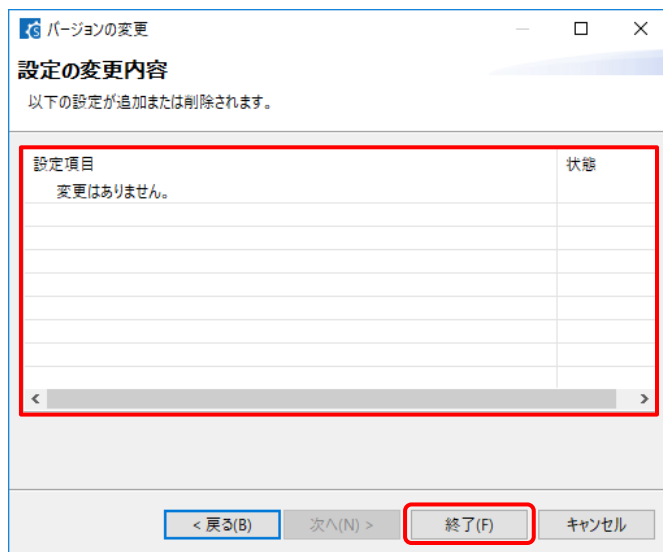 バージョンの変更
設定の変更内容
以下の設定が追加または削除されます。
設定項目 状態
変更はありません。
< 戻る(B) 次へ(N) > 終了(F) キャンセル